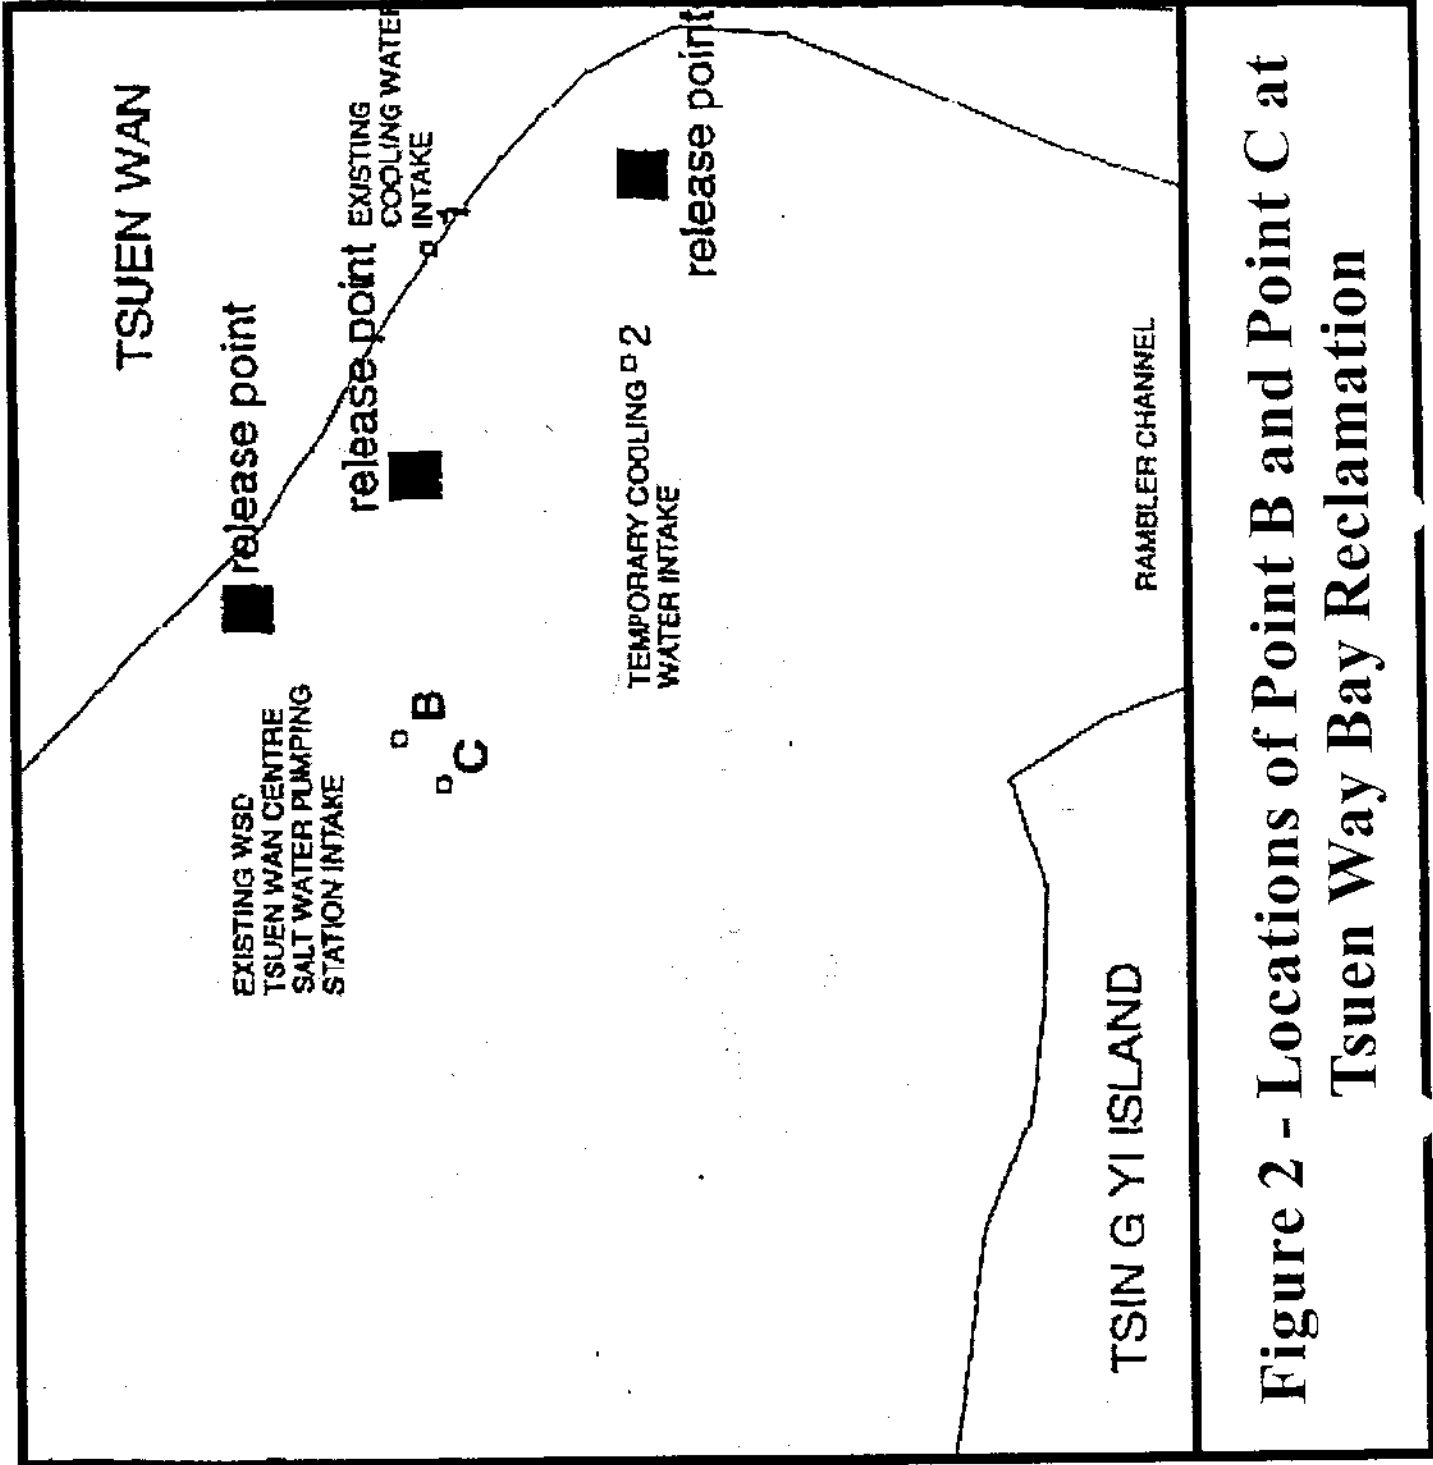 TSUEN WAN
release point
release point
EXISTING
COOLING WATER
INTAKE
1
release point
EXISTING WSD
TSUEN WAN CENTRE
SALT WATER PUMPING
STATION INTAKE
B
C
TEMPORARY COOLING 2
WATER INTAKE
RAMBLER CHANNEL
TSIN G YI ISLAND
Figure 2 - Locations of Point B and Point C at
Tsuen Way Bay Reclamation